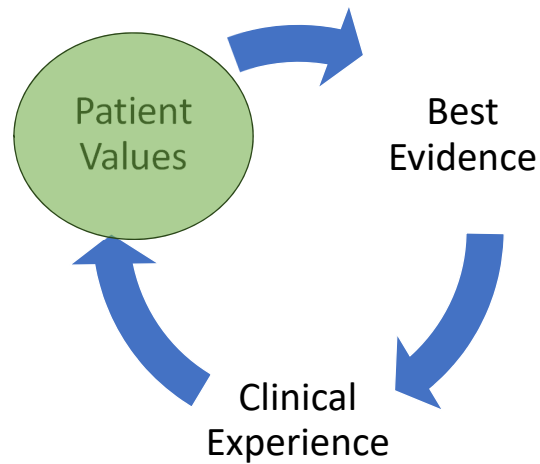 Patient
Values
Best
Evidence
Clinical
Experience